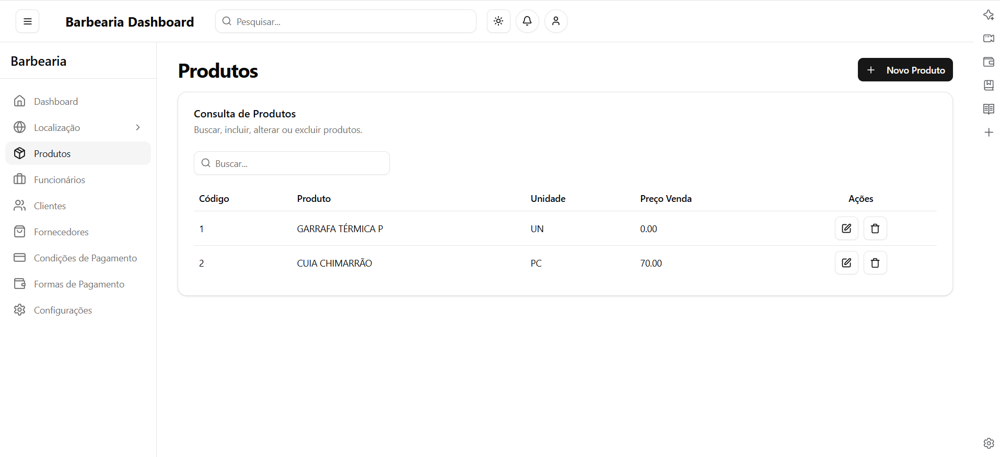 Barbearia Dashboard
Pesquisar...
Barbearia
Dashboard
Localização
Produtos
Funcionários
Clientes
Fornecedores
Condições de Pagamento
Formas de Pagamento
Configurações
Produtos
Novo Produto
Consulta de Produtos
Buscar, incluir, alterar ou excluir produtos.
Buscar...
Código Produto Unidade Preço Venda Ações
1 GARRAFA TÉRMICA P UN 0.00
2 CUIA CHIMARRÃO PC 70.00